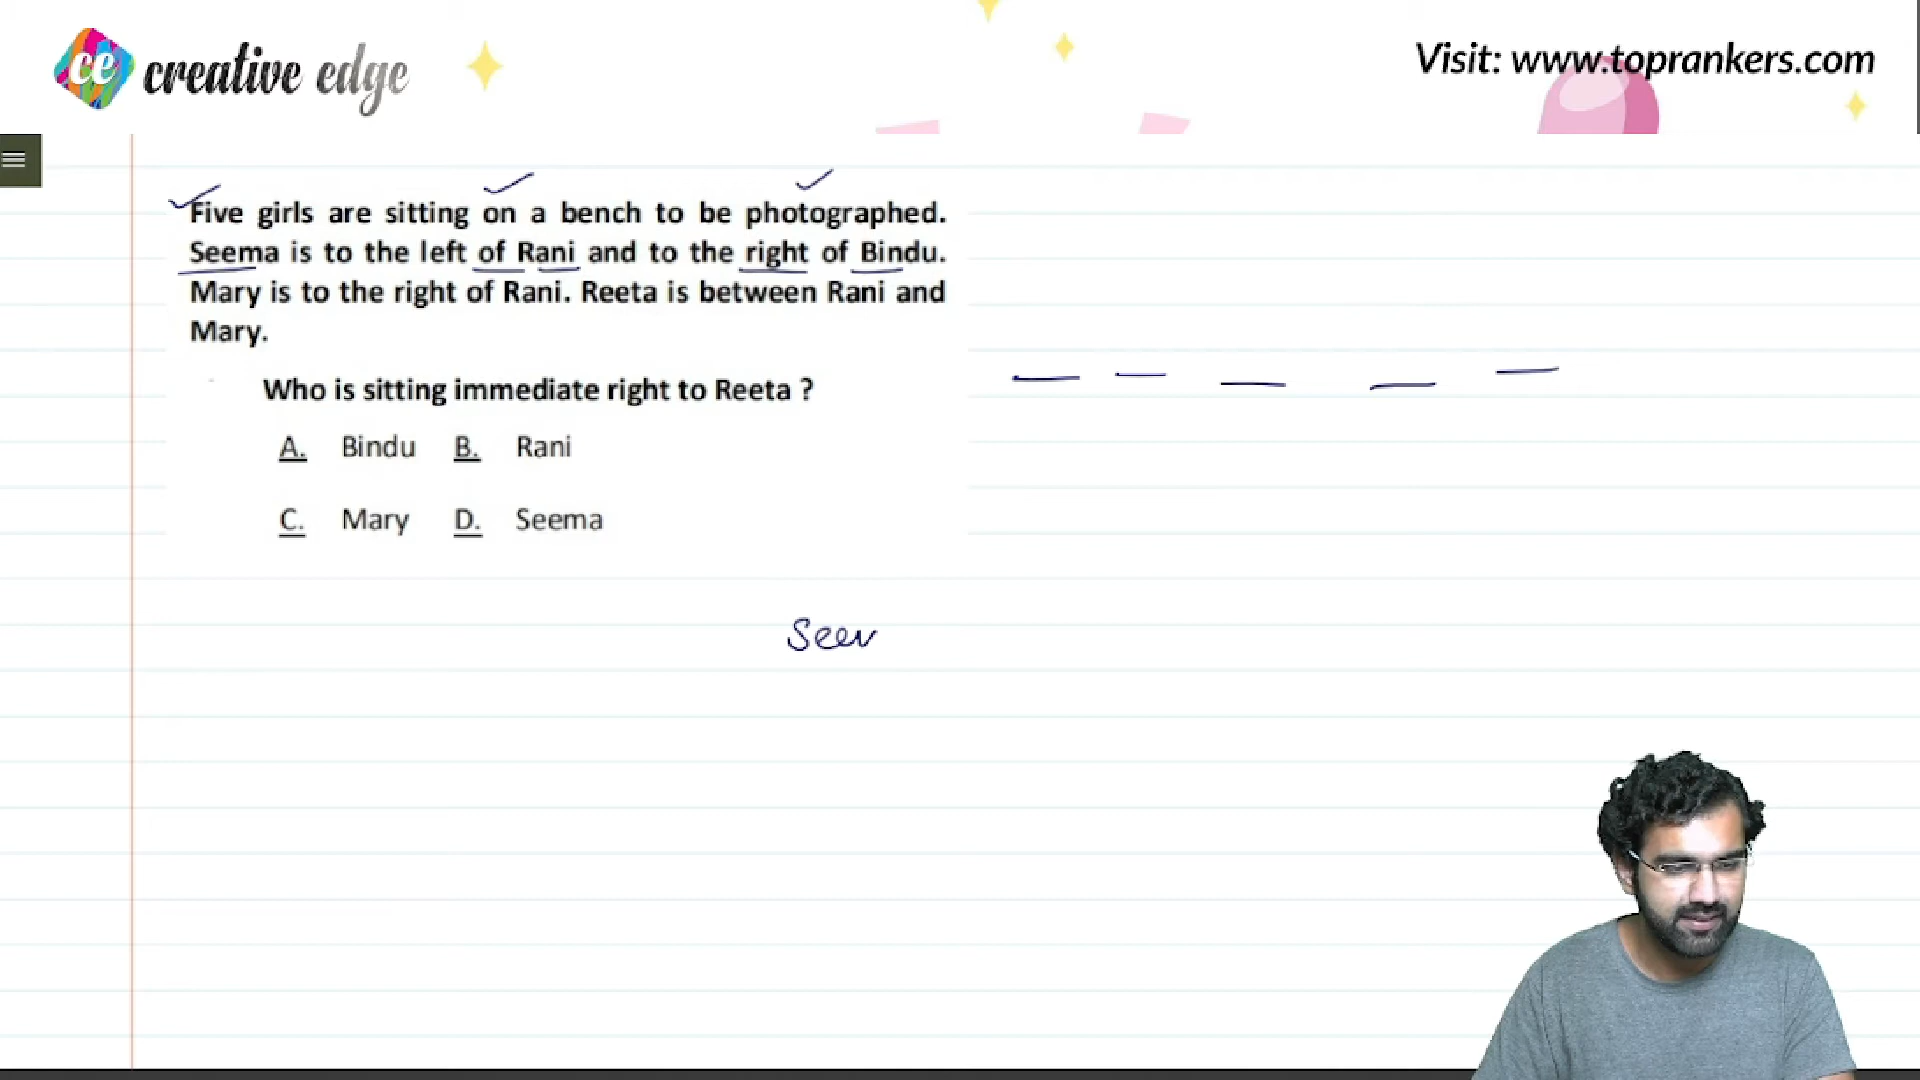 ce creative edge
Visit: www.toprankers.com
Five girls are sitting on a bench to be photographed.
Seema is to the left of Rani and to the right of Bindu.
Mary is to the right of Rani. Reeta is between Rani and
Mary.
Who is sitting immediate right to Reeta ?
A. Bindu B. Rani
C. Mary D. Seema
Seem